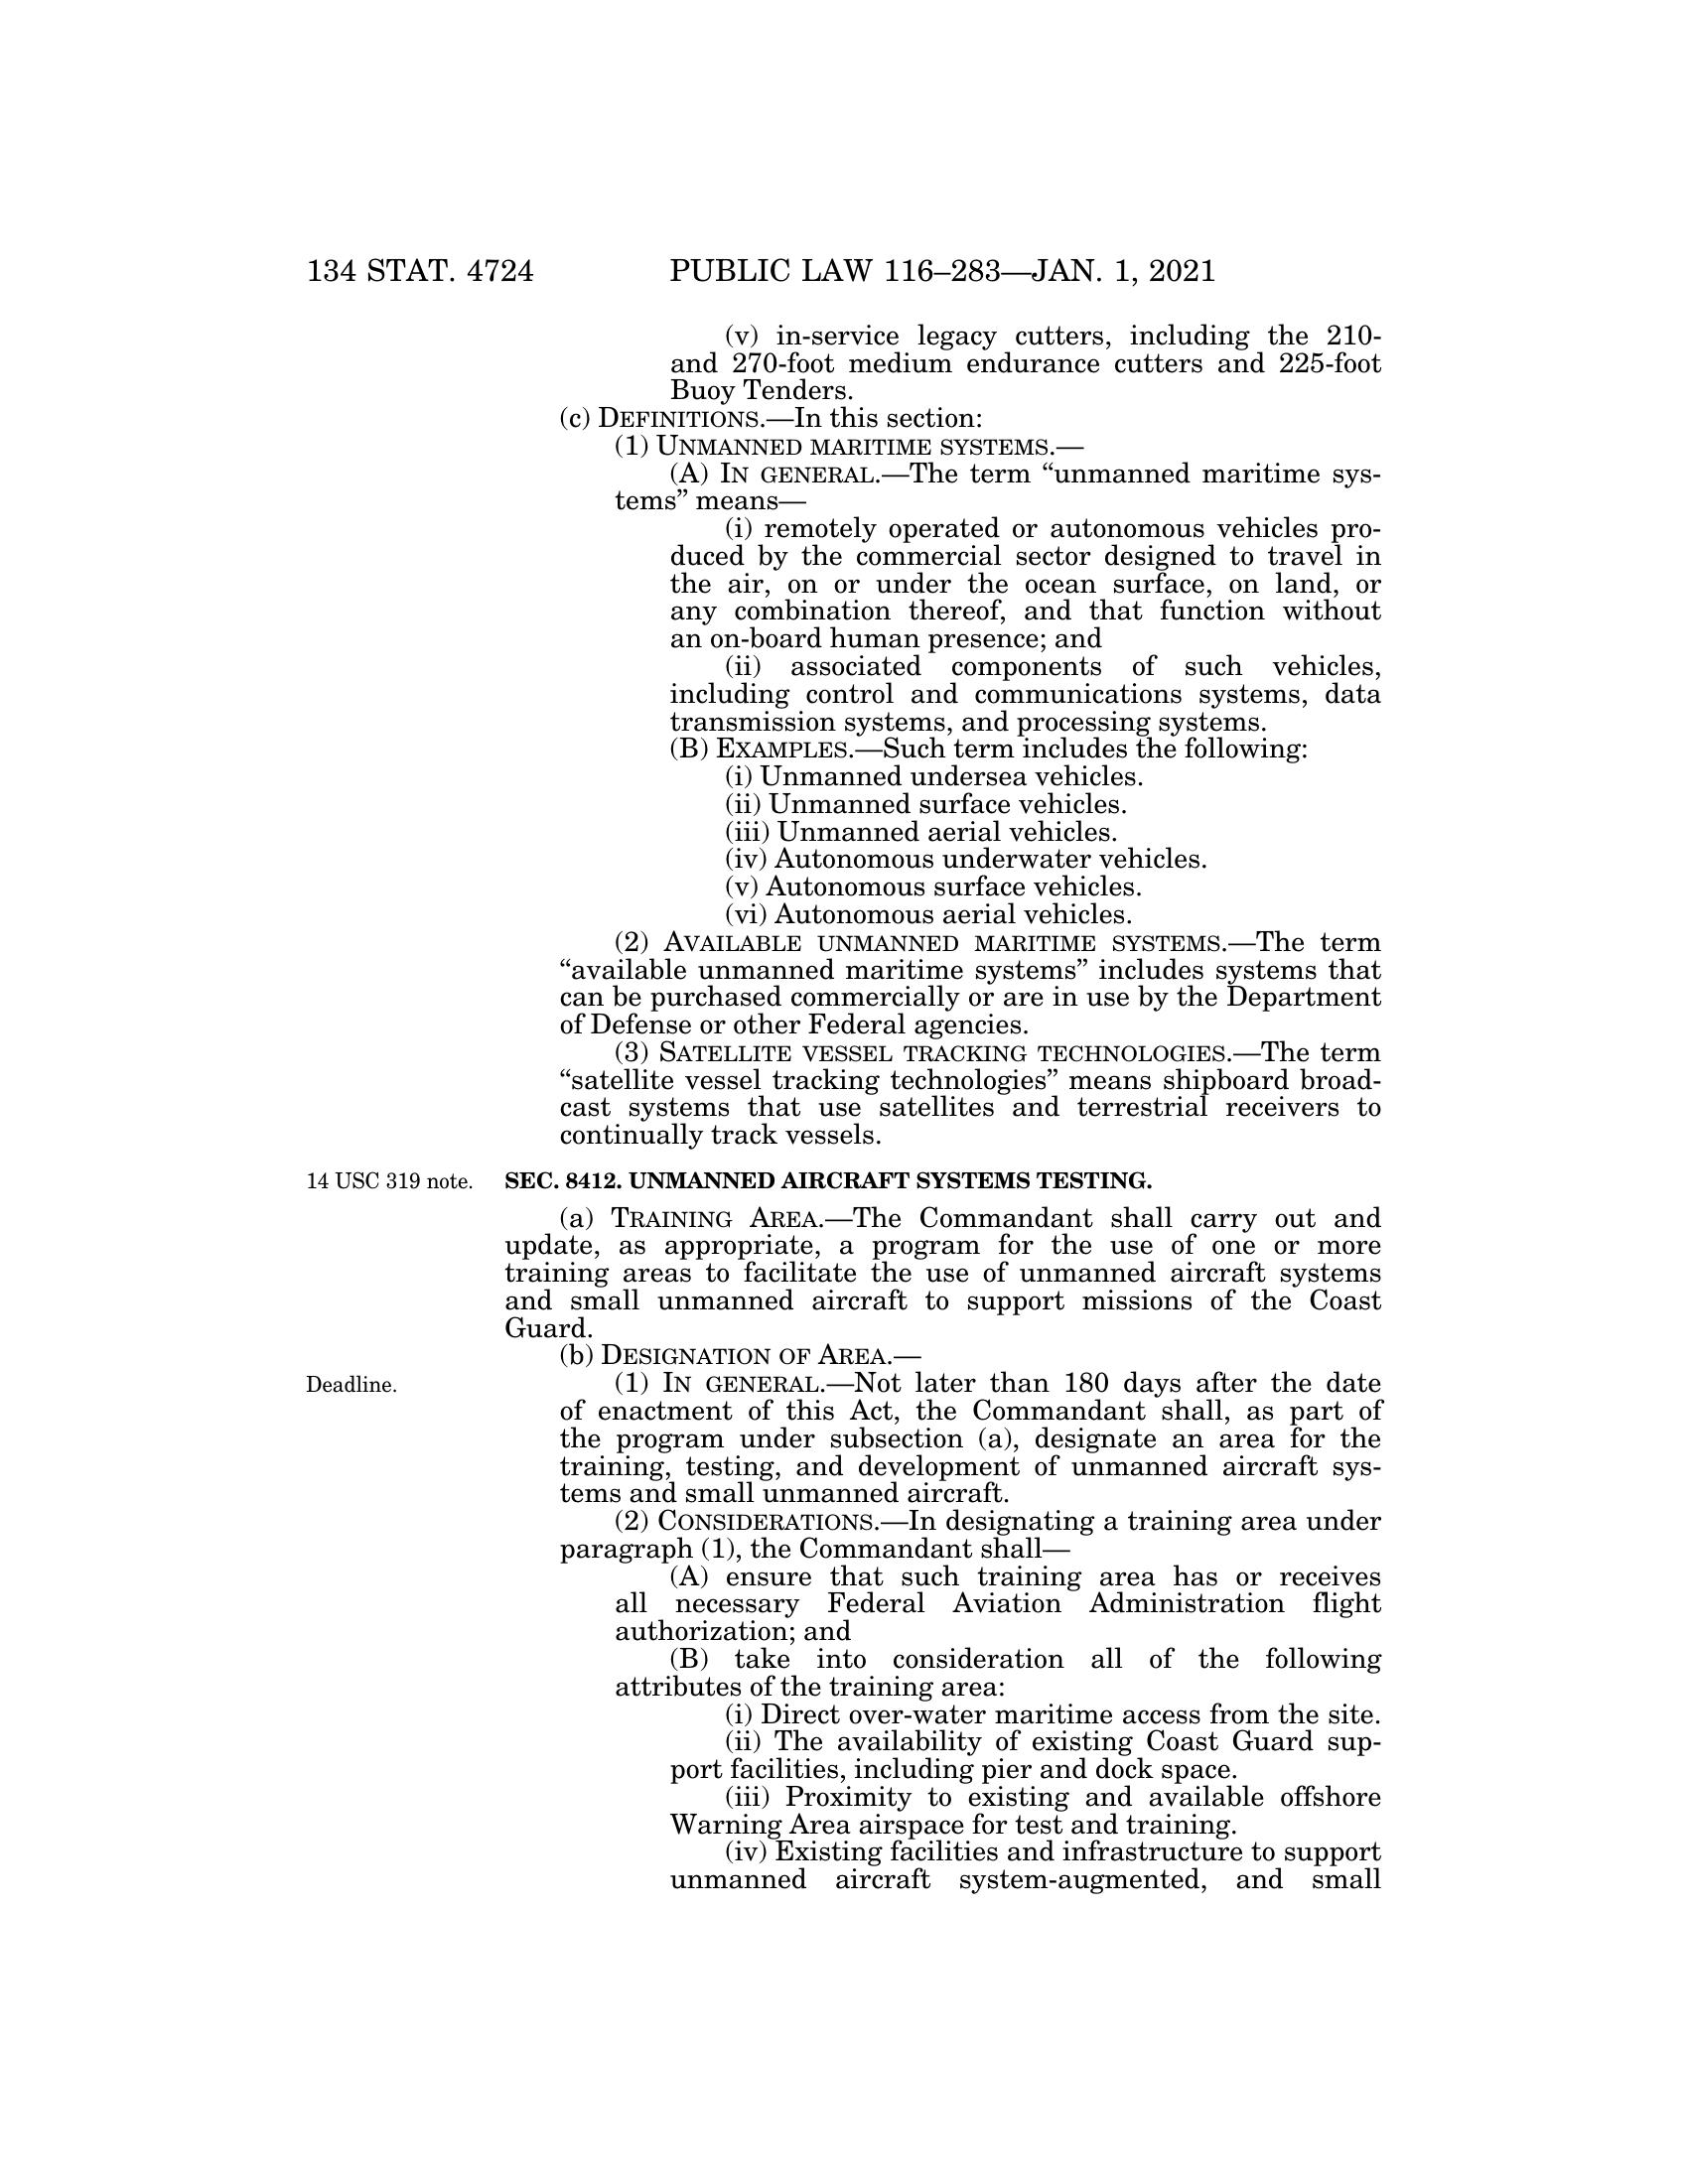 134 STAT. 4724
PUBLIC LAW 116–283—JAN. 1, 2021
(v) in-service legacy cutters, including the 210-
and 270-foot medium endurance cutters and 225-foot
Buoy Tenders.
(c) DEFINITIONS.—In this section:
(1) UNMANNED MARITIME SYSTEMS.—
(A) IN GENERAL.—The term “unmanned maritime sys-
tems” means—
(i) remotely operated or autonomous vehicles pro-
duced by the commercial sector designed to travel in
the air, on or under the ocean surface, on land, or
any combination thereof, and that function without
an on-board human presence; and
(ii) associated components of such vehicles,
including control and communications systems, data
transmission systems, and processing systems.
(B) EXAMPLES.—Such term includes the following:
(i) Unmanned undersea vehicles.
(ii) Unmanned surface vehicles.
(iii) Unmanned aerial vehicles.
(iv) Autonomous underwater vehicles.
(v) Autonomous surface vehicles.
(vi) Autonomous aerial vehicles.
(2) AVAILABLE UNMANNED MARITIME SYSTEMS.—The term
“available unmanned maritime systems” includes systems that
can be purchased commercially or are in use by the Department
of Defense or other Federal agencies.
(3) SATELLITE VESSEL TRACKING TECHNOLOGIES.—The term
“satellite vessel tracking technologies” means shipboard broad-
cast systems that use satellites and terrestrial receivers to
continually track vessels.
14 USC 319 note.
SEC. 8412. UNMANNED AIRCRAFT SYSTEMS TESTING.
(a) TRAINING AREA.—The Commandant shall carry out and
update, as appropriate, a program for the use of one or more
training areas to facilitate the use of unmanned aircraft systems
and small unmanned aircraft to support missions of the Coast
Guard.
(b) DESIGNATION OF AREA.—
Deadline.
(1) IN GENERAL.—Not later than 180 days after the date
of enactment of this Act, the Commandant shall, as part of
the program under subsection (a), designate an area for the
training, testing, and development of unmanned aircraft sys-
tems and small unmanned aircraft.
(2) CONSIDERATIONS.—In designating a training area under
paragraph (1), the Commandant shall—
(A) ensure that such training area has or receives
all necessary Federal Aviation Administration flight
authorization; and
(B) take into consideration all of the following
attributes of the training area:
(i) Direct over-water maritime access from the site.
(ii) The availability of existing Coast Guard sup-
port facilities, including pier and dock space.
(iii) Proximity to existing and available offshore
Warning Area airspace for test and training.
(iv) Existing facilities and infrastructure to support
unmanned aircraft system-augmented, and small